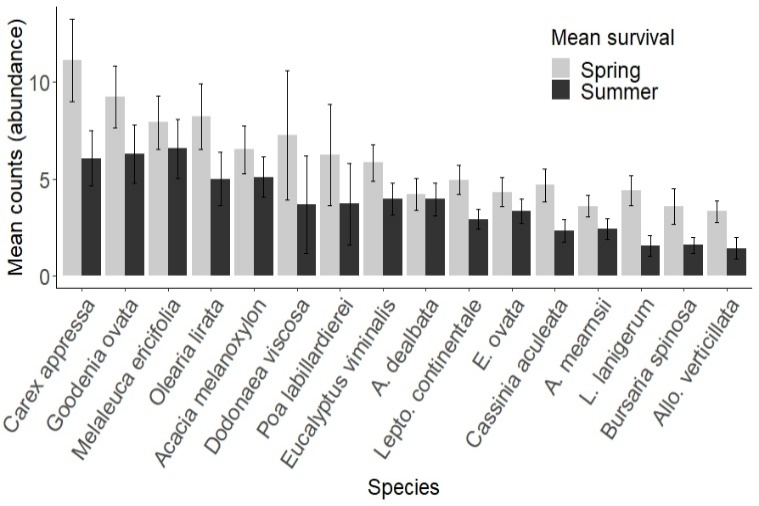 Mean counts (abundance)
10
5
0
Mean survival
Spring
Summer
Carex appressa
Goodenia ovata
Melaleuca ericifolia
Olearia lirata
Acacia melanoxylon
Dodonaea viscosa
Poa labillardierei
Eucalyptus viminalis
A. dealbata
Lepto. continentale
E. ovata
Cassinia aculeata
A. mearnsii
L. lanigerum
Bursaria spinosa
Allo. verticillata
Species